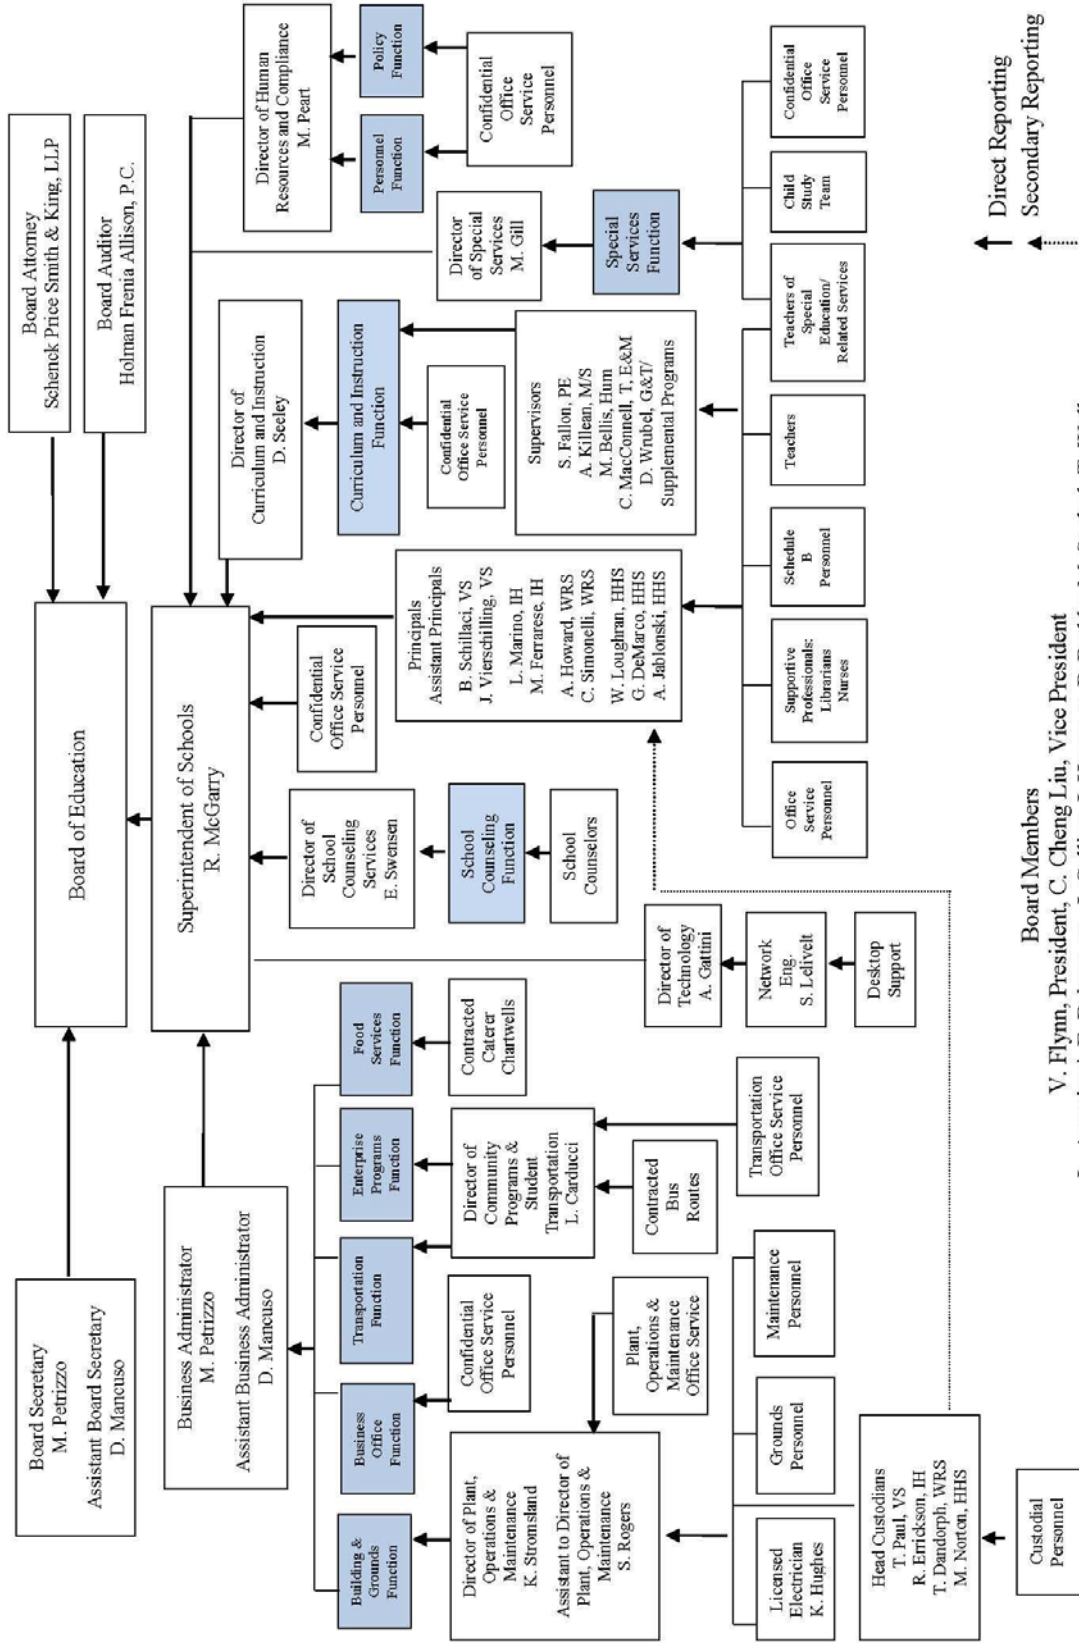 Board Secretary
M. Petrizzo
Assistant Board Secretary
D. Mancuso
Board of Education
Board Attorney
Schenck Price Smith & King, LLP
Board Auditor
Holman Frenia Allison, P.C.
Business Administrator
M. Petrizzo
Assistant Business Administrator
D. Mancuso
Superintendent of Schools
R. McGarry
Director of
Curriculum and Instruction
D. Seeley
Director of Human
Resources and Compliance
M. Peart
Building &
Grounds
Function
Business
Office
Function
Transportation
Function
Enterprise
Programs
Function
Food
Services
Function
Director of
School
Counseling
Services
E. Swensen
Confidential
Office Service
Personnel
Curriculum and Instruction
Function
Personnel
Function
Policy
Function
Director of Plant,
Operations &
Maintenance
K. Stromsland
Assistant to Director of
Plant, Operations &
Maintenance
S. Rogers
Confidential
Office Service
Personnel
Director of
Community
Programs &
Student
Transportation
L. Carducci
Contracted
Caterer
Chartwells
School
Counseling
Function
School
Counselors
Principals
Assistant Principals
B. Schillaci, VS
J. Vierschilling, VS
L. Marino, IH
M. Ferrarese, IH
A. Howard, WRS
C. Simonelli, WRS
W. Loughran, HHS
G. DeMarco, HHS
A. Jablonski, HHS
Confidential
Office Service
Personnel
Director
of Special
Services
M. Gill
Confidential
Office
Service
Personnel
Supervisors
S. Fallon, PE
A. Killean, M/S
M. Bellis, Hum
C. MacConnell, T, E&M
D. Wrubel, G&T/
Supplemental Programs
Special
Services
Function
Plant,
Operations &
Maintenance
Office Service
Contracted
Bus
Routes
Director of
Technology
A. Gattini
Transportation
Office Service
Personnel
Network
Eng.
S. Lelivelt
Desktop
Support
Licensed
Electrician
K. Hughes
Grounds
Personnel
Maintenance
Personnel
Office
Service
Personnel
Supportive
Professionals:
Librarians
Nurses
Schedule
B
Personnel
Teachers
Teachers of
Special
Education/
Related Services
Child
Study
Team
Confidential
Office
Service
Personnel
Head Custodians
T. Paul, VS
R. Errickson, IH
T. Dandorph, WRS
M. Norton, HHS
Custodial
Personnel
Direct Reporting
Secondary Reporting
Board Members
V. Flynn, President, C. Cheng Liu, Vice President